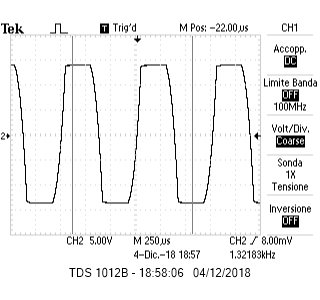 Tek T Trig'd M Pos: -22.00µs CH1
Accopp.
DC
Limite Banda
OFF
100MHz
2
Volt/Div.
Coarse
Sonda
1X
Tensione
Inversione
OFF
CH2 5.00V M 250µs CH2 / 8.00mV
4-Dic.-18 18:57 1.32183kHz
TDS 1012B - 18:58:06 04/12/2018